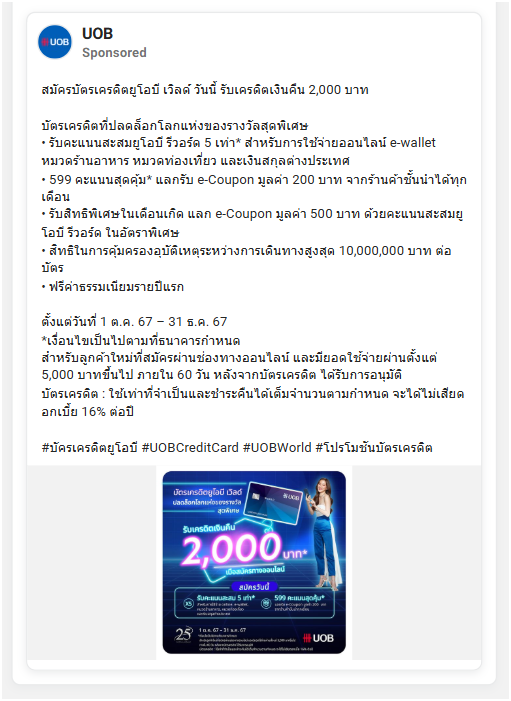 UOB
UOB
Sponsored
สมัครบัตรเครดิตยูโอบี เวิลด์ วันนี้ รับเครดิตเงินคืน 2,000 บาท
บัตรเครดิตที่ปลดล็อกโลกแห่งของรางวัลสุดพิเศษ
• รับคะแนนสะสมยูโอบี รีวอร์ด 5 เท่า* สำหรับการใช้จ่ายออนไลน์ e-wallet
หมวดร้านอาหาร หมวดท่องเที่ยว และเงินสกุลต่างประเทศ
• 599 คะแนนสุดคุ้ม* แลกรับ e-Coupon มูลค่า 200 บาท จากร้านค้าชั้นนำได้ทุก
เดือน
• รับสิทธิพิเศษในเดือนเกิด แลก e-Coupon มูลค่า 500 บาท ด้วยคะแนนสะสมยู
โอบี รีวอร์ด ในอัตราพิเศษ
• สิทธิในการคุ้มครองอุบัติเหตุระหว่างการเดินทางสูงสุด 10,000,000 บาท ต่อ
บัตร
• ฟรีค่าธรรมเนียมรายปีแรก
ตั้งแต่วันที่ 1 ต.ค. 67 – 31 ธ.ค. 67
*เงื่อนไขเป็นไปตามที่ธนาคารกำหนด
สำหรับลูกค้าใหม่ที่สมัครผ่านช่องทางออนไลน์ และมียอดใช้จ่ายผ่านตั้งแต่
5,000 บาทขึ้นไป ภายใน 60 วัน หลังจากบัตรเครดิต ได้รับการอนุมัติ
บัตรเครดิต : ใช้เท่าที่จำเป็นและชำระคืนได้เต็มจำนวนตามกำหนด จะได้ไม่เสียด
อกเบี้ย 16% ต่อปี
#บัตรเครดิตยูโอบี #UOBCreditCard #UOBWorld #โปรโมชันบัตรเครดิต
บัตรเครดิตยูโอบี เวิลด์
ปลดล็อกโลกแห่งของรางวัล
สุดพิเศษ
UOB
รับเครดิตเงินคืน
2,000 บาท*
เมื่อสมัครทางออนไลน์
สมัครวันนี้
X5
รับคะแนนสะสม 5 เท่า*
599 คะแนนสุดคุ้ม*
25
1 ต.ค. 67 - 31 ธ.ค. 67
UOB